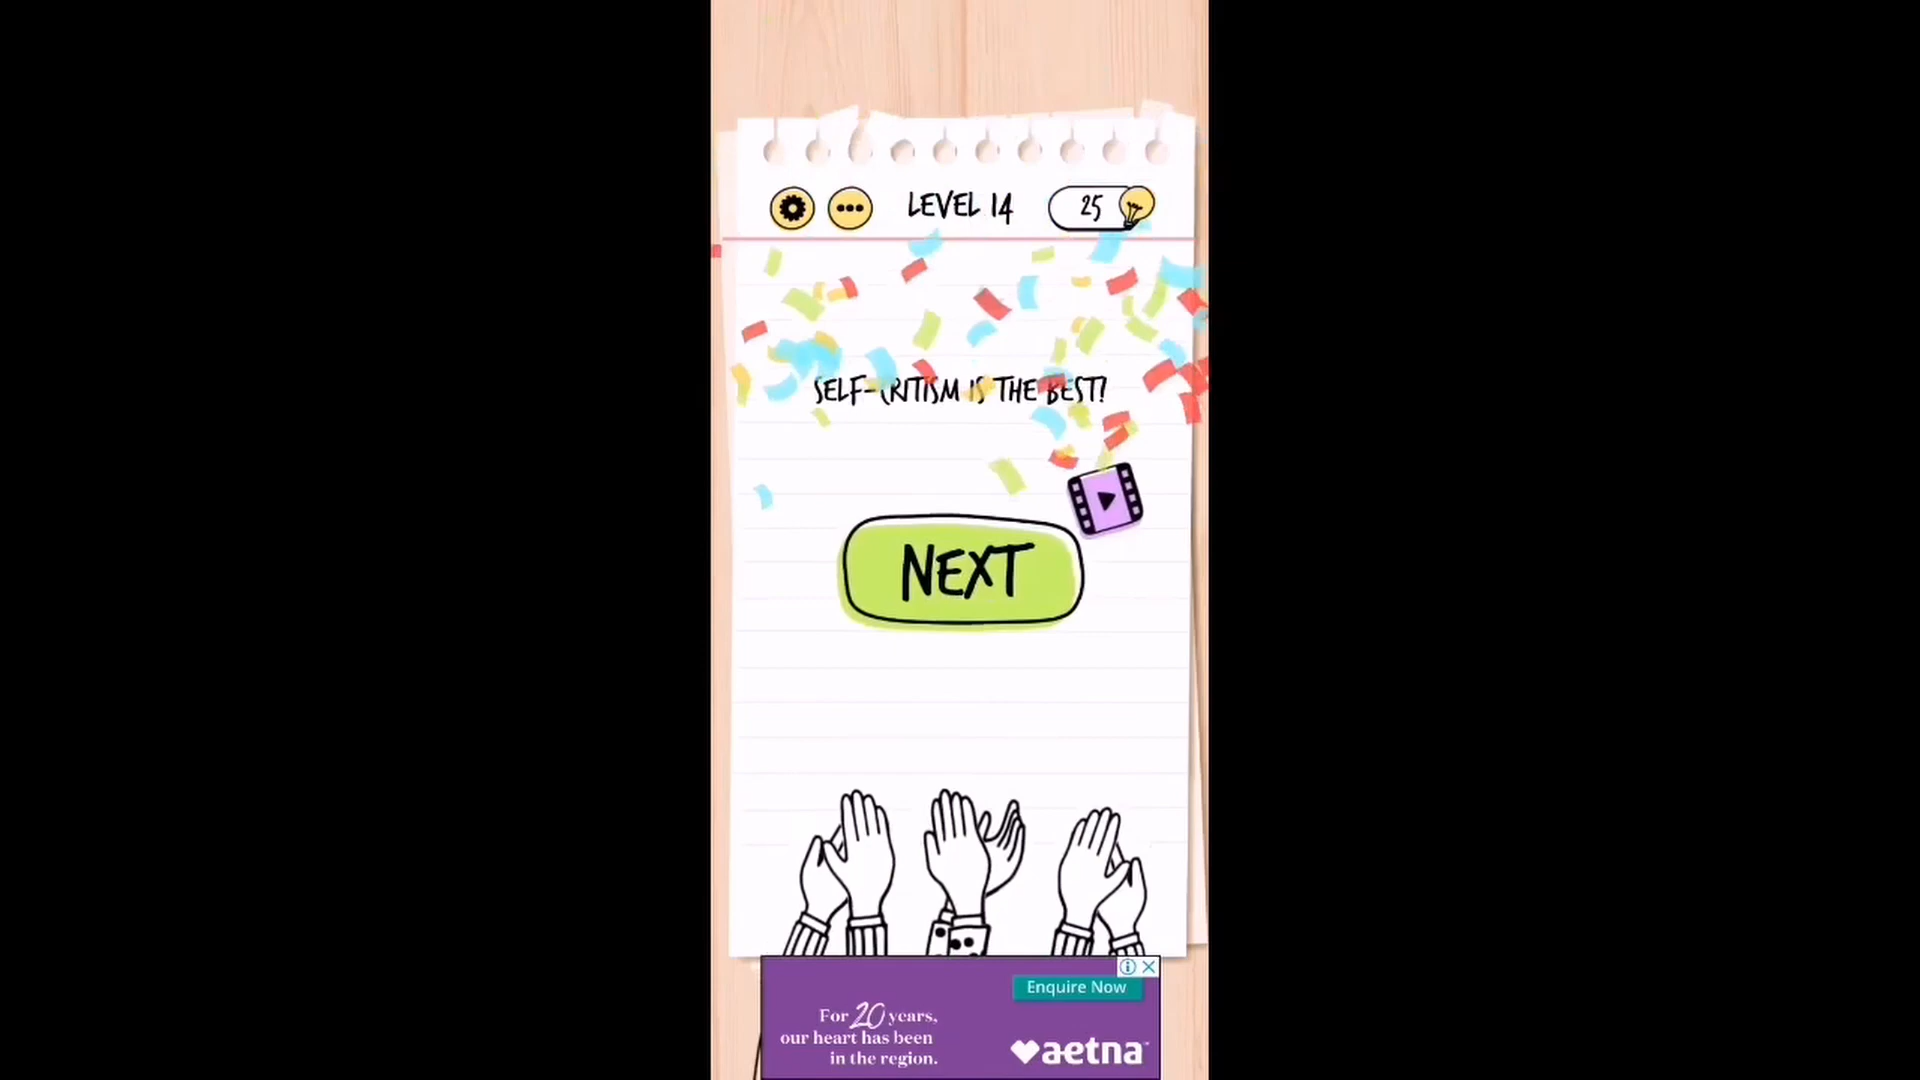 LEVEL 14
25
SELF-CRITISM IS THE BEST!
NEXT
Enquire Now
For 20 years,
our heart has been
in the region.
aetna™